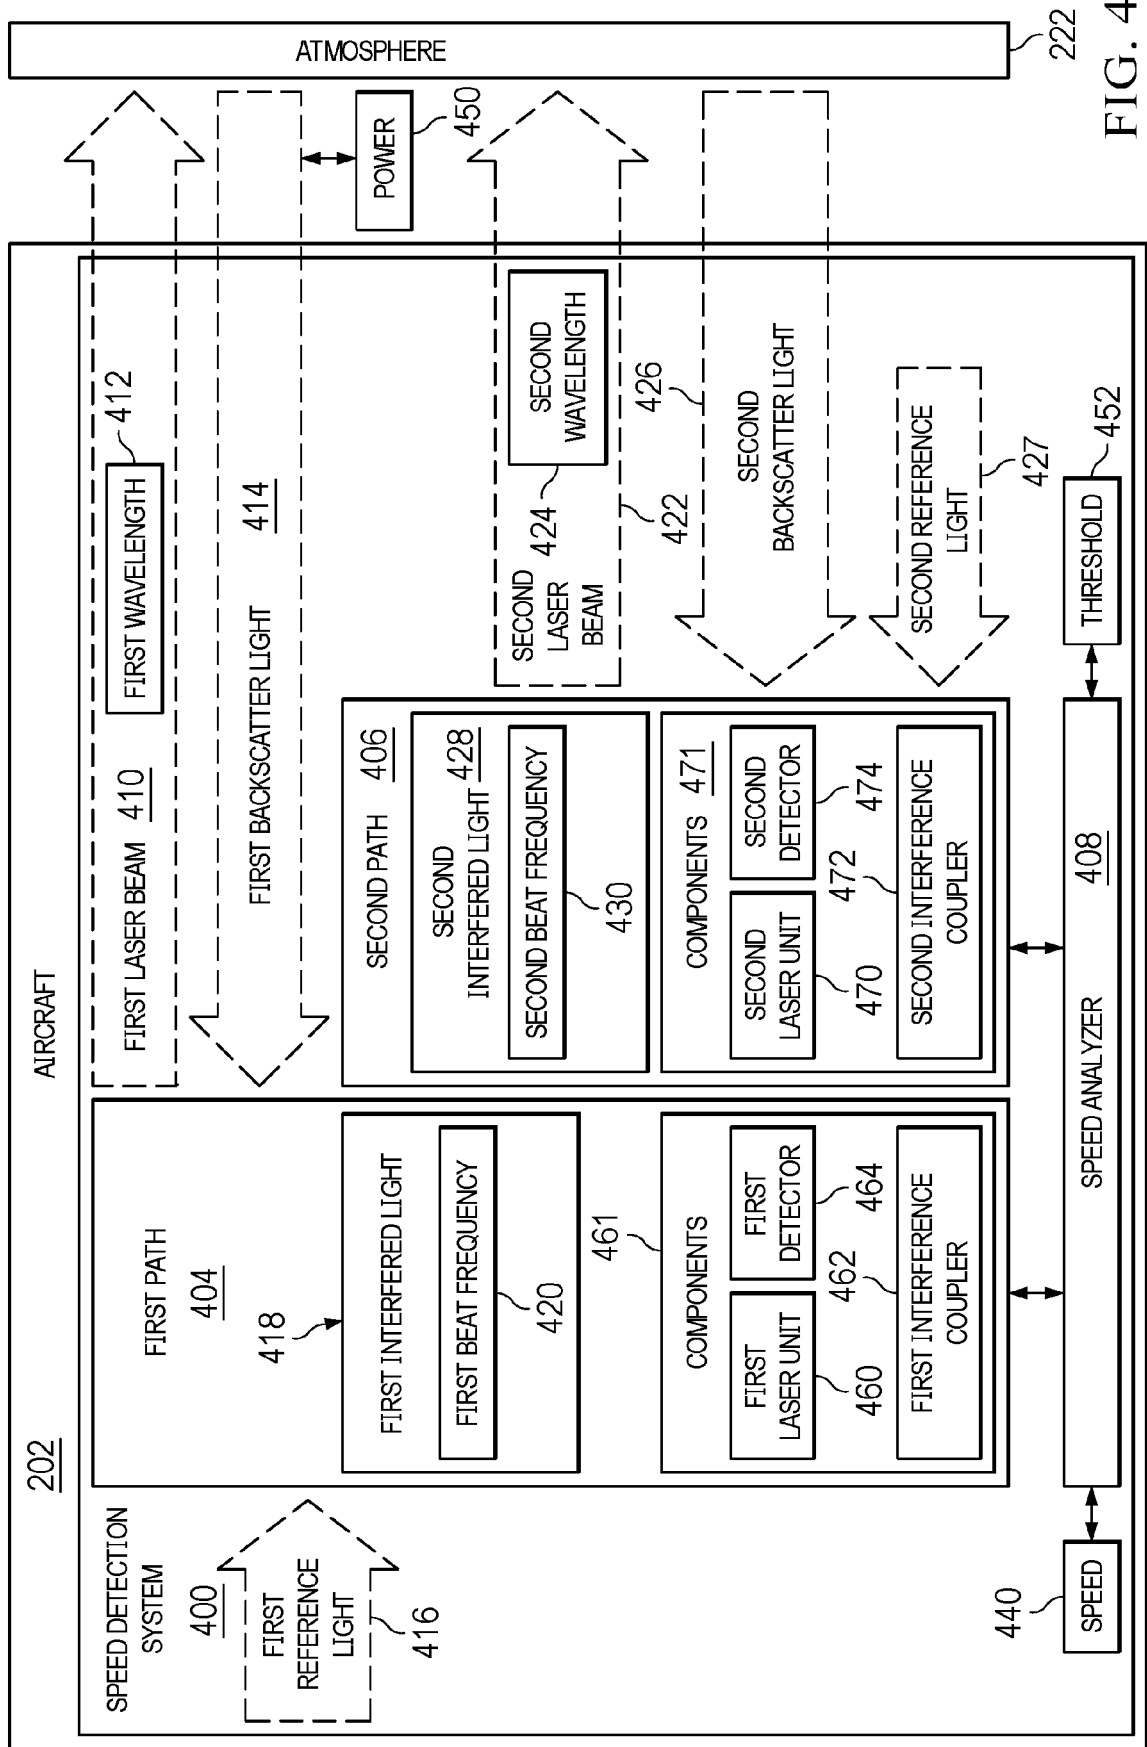 AIRCRAFT
202
SPEED DETECTION
SYSTEM
400
FIRST
REFERENCE
LIGHT
416
FIRST PATH
404
418
FIRST INTERFERED LIGHT
FIRST BEAT FREQUENCY
420
461
COMPONENTS
FIRST
LASER UNIT
460
FIRST
DETECTOR
464
462
FIRST INTERFERENCE
COUPLER
FIRST LASER BEAM
410
FIRST WAVELENGTH
412
FIRST BACKSCATTER LIGHT
414
SECOND PATH
406
SECOND
INTERFERED LIGHT
428
SECOND BEAT FREQUENCY
430
COMPONENTS
471
SECOND
LASER UNIT
470
SECOND
DETECTOR
474
472
SECOND INTERFERENCE
COUPLER
SECOND
LASER
BEAM
422
424
SECOND
WAVELENGTH
426
SECOND
BACKSCATTER LIGHT
SECOND REFERENCE
LIGHT
427
POWER
450
ATMOSPHERE
222
440
SPEED
SPEED ANALYZER
408
THRESHOLD
452
FIG. 4